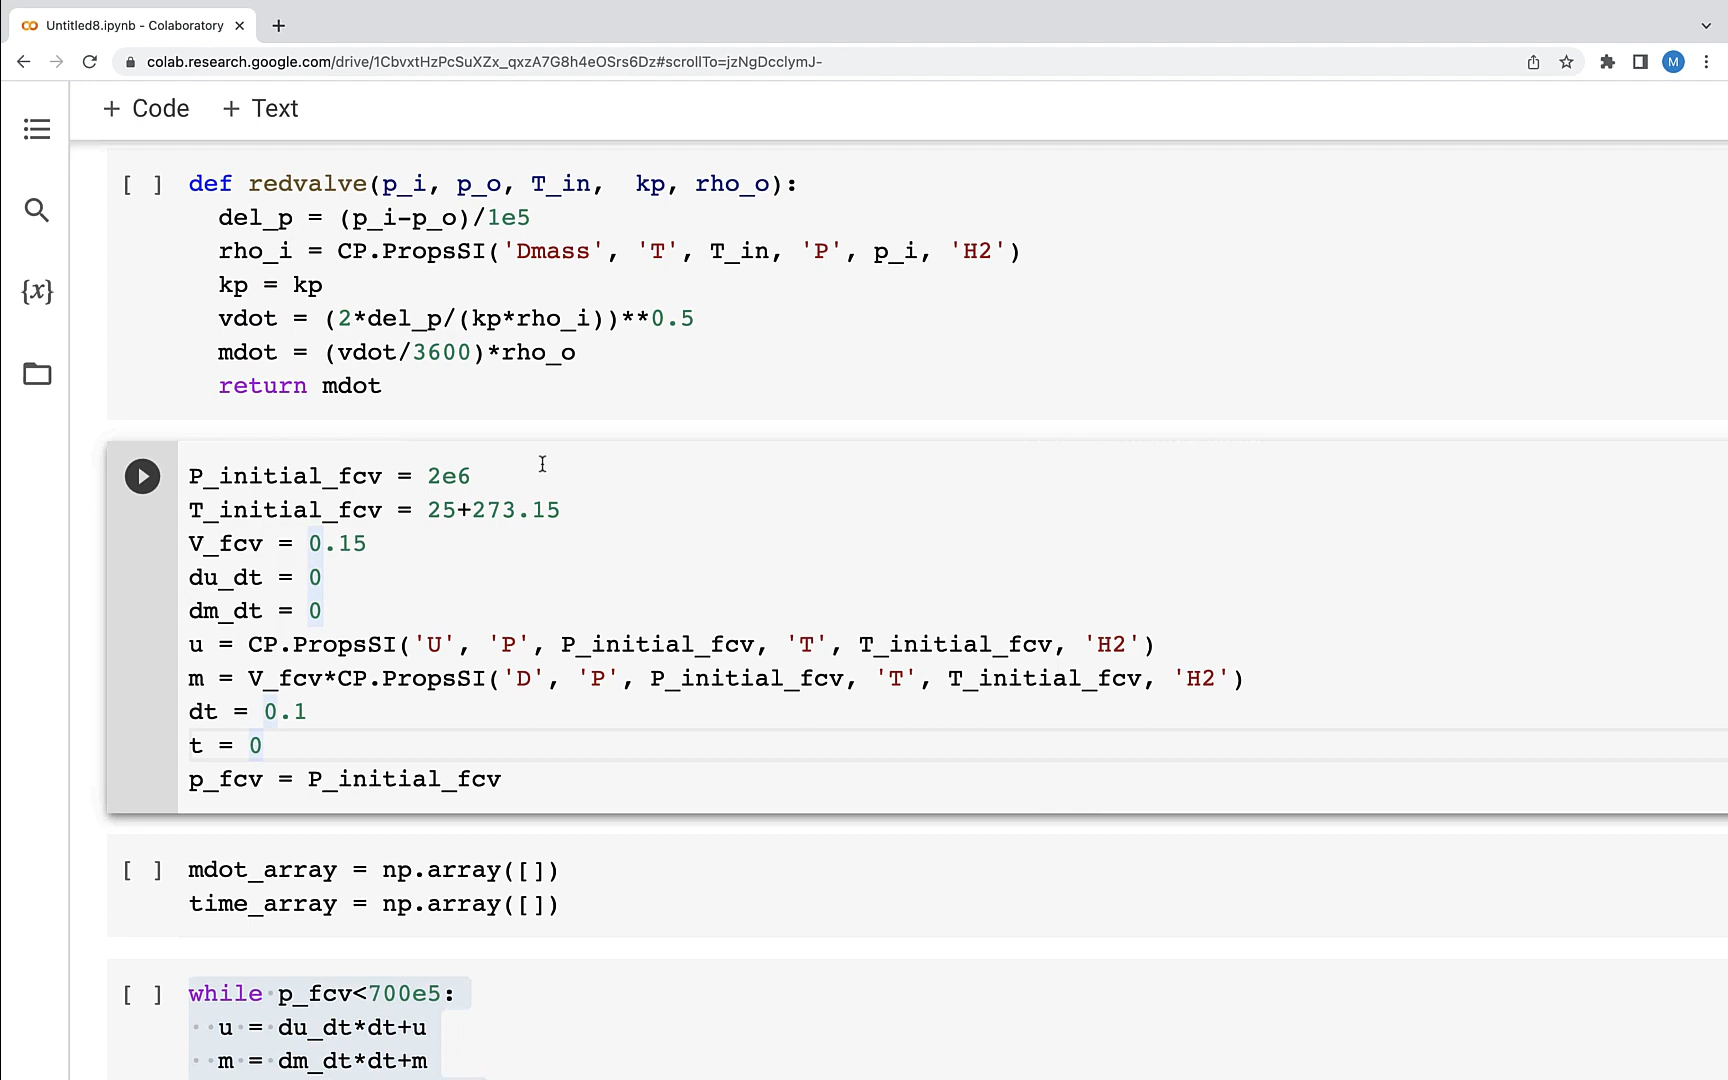 Untitled8.ipynb - Colaboratory
colab.research.google.com/drive/1CbvxtHzPcSuXZx_qxzA7G8h4eOSrs6Dz#scrollTo=jzNgDcclymJ-
M
+ Code + Text
{x}
[ ] def redvalve(p_i, p_o, T_in,  kp, rho_o):
  del_p = (p_i-p_o)/1e5
  rho_i = CP.PropsSI('Dmass', 'T', T_in, 'P', p_i, 'H2')
  kp = kp
  vdot = (2*del_p/(kp*rho_i))**0.5
  mdot = (vdot/3600)*rho_o
  return mdot
P_initial_fcv = 2e6
T_initial_fcv = 25+273.15
V_fcv = 0.15
du_dt = 0
dm_dt = 0
u = CP.PropsSI('U', 'P', P_initial_fcv, 'T', T_initial_fcv, 'H2')
m = V_fcv*CP.PropsSI('D', 'P', P_initial_fcv, 'T', T_initial_fcv, 'H2')
dt = 0.1
t = 0
p_fcv = P_initial_fcv
[ ] mdot_array = np.array([])
time_array = np.array([])
[ ] while p_fcv<700e5:
  u = du_dt*dt+u
  m = dm_dt*dt+m